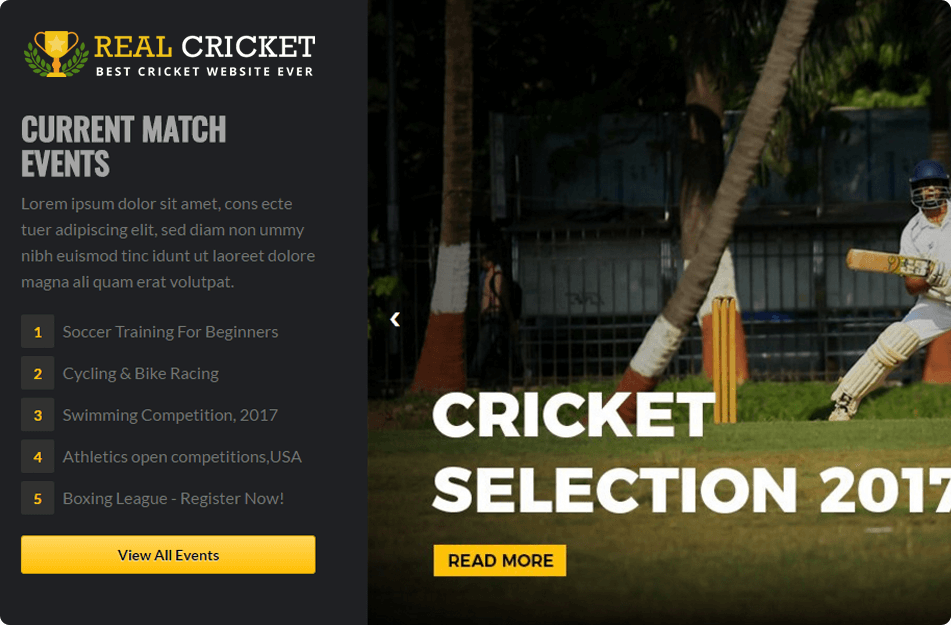 REAL CRICKET
BEST CRICKET WEBSITE EVER
CURRENT MATCH
EVENTS
Lorem ipsum dolor sit amet, cons ecte
tuer adipiscing elit, sed diam non ummy
nibh euismod tinc idunt ut laoreet dolore
magna ali quam erat volutpat.
1 Soccer Training For Beginners
2 Cycling & Bike Racing
3 Swimming Competition, 2017
4 Athletics open competitions,USA
5 Boxing League - Register Now!
View All Events
CRICKET
SELECTION 2017
READ MORE